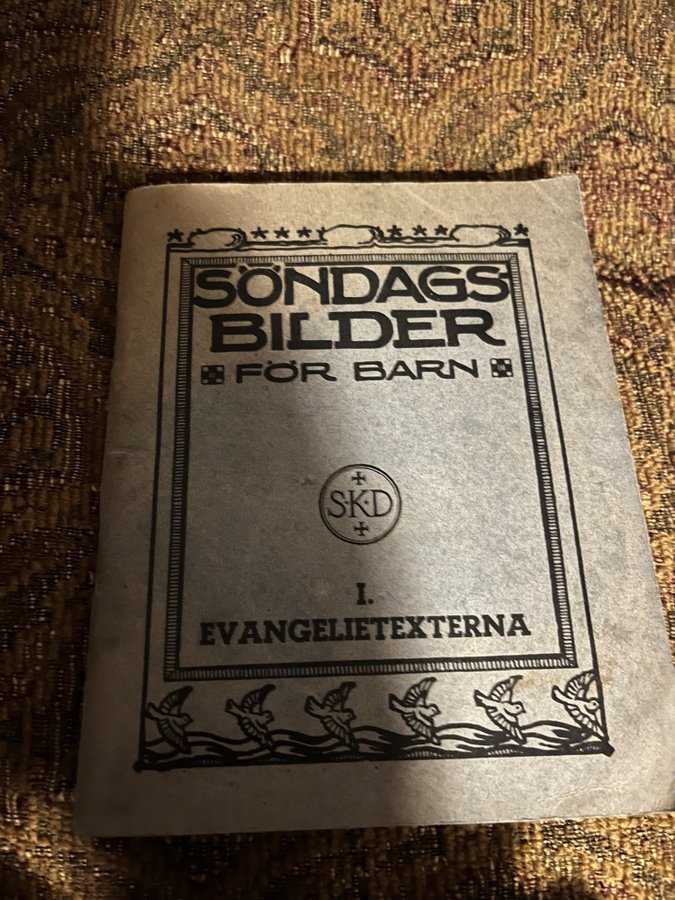 SÖNDAGS-
BILDER
FÖR BARN
S·K·D
I.
EVANGELIETEXTERNA